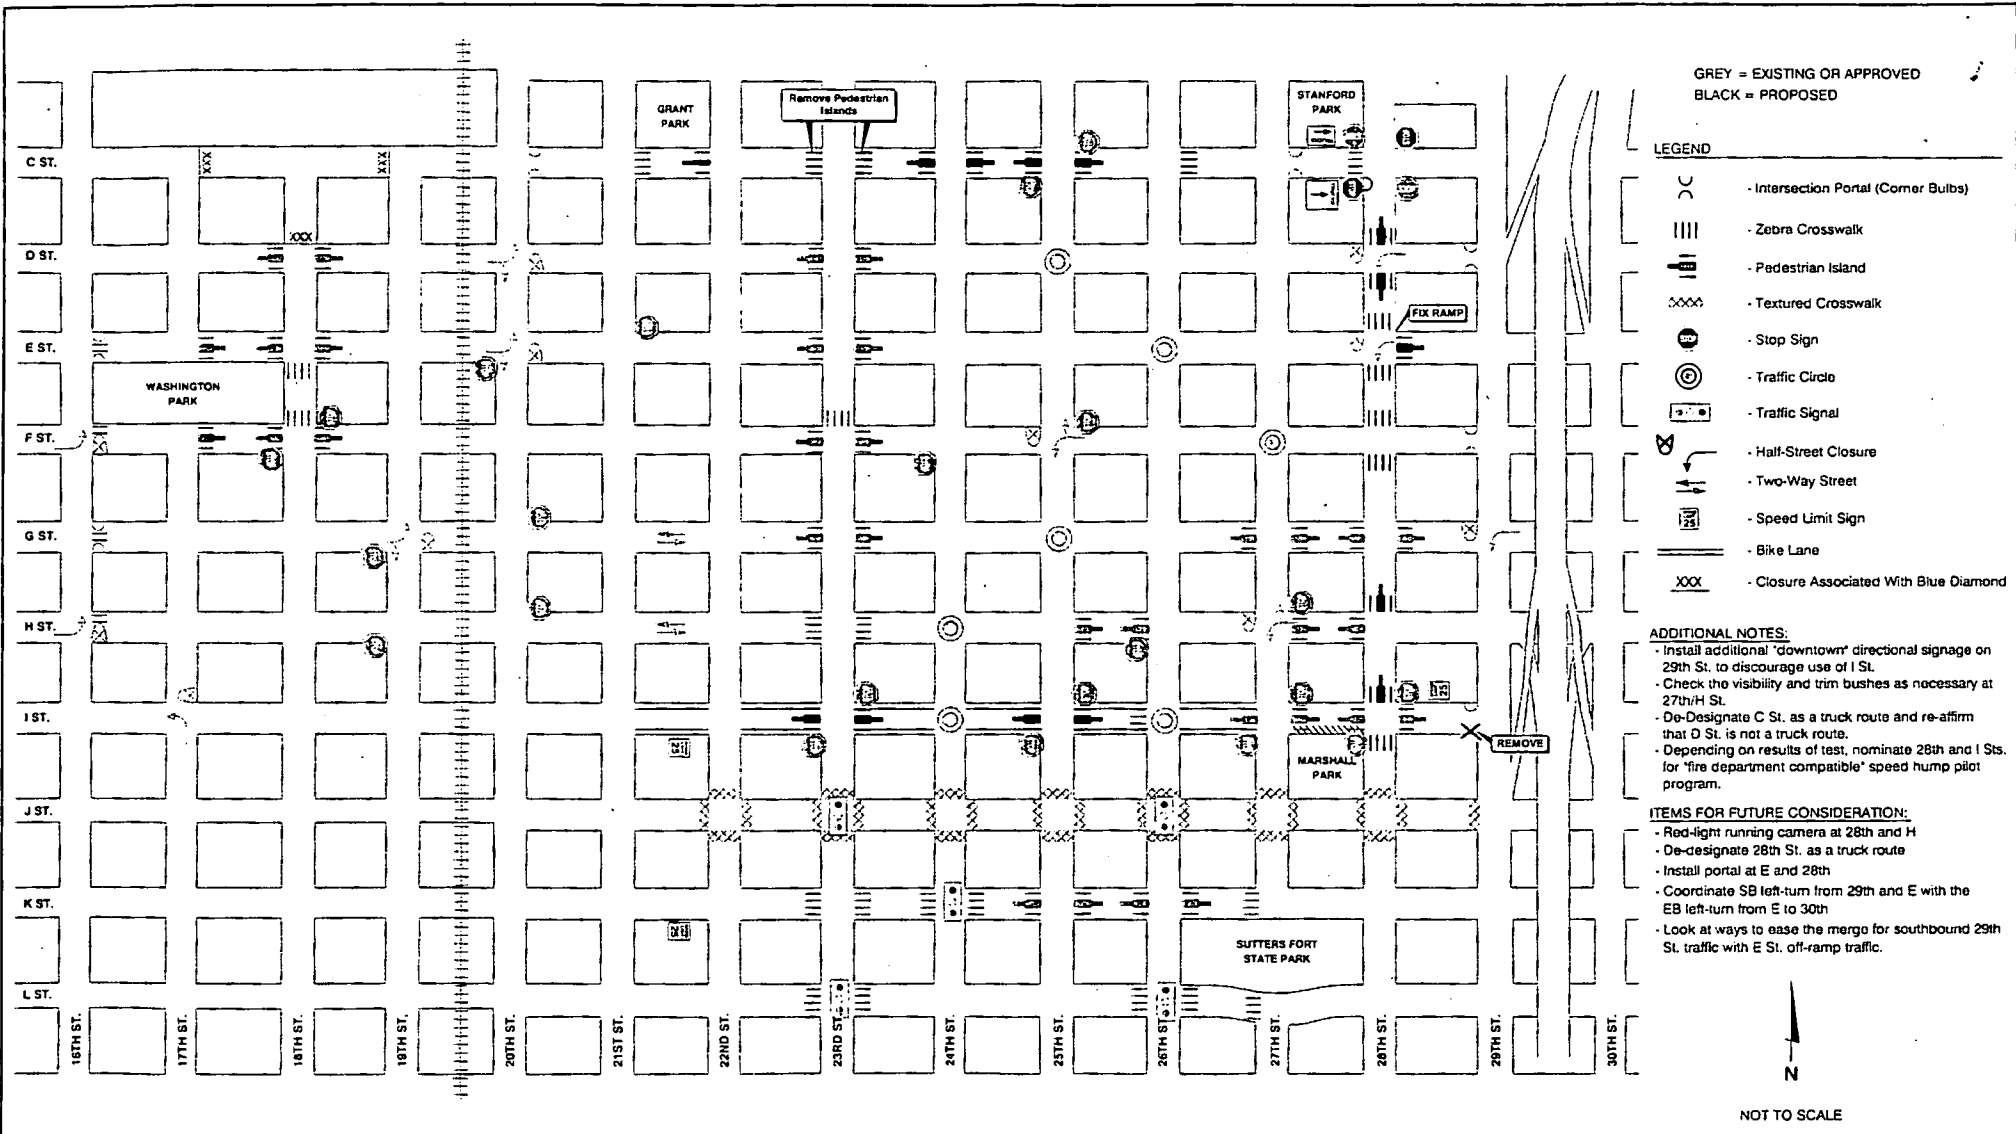 GREY = EXISTING OR APPROVED
BLACK = PROPOSED
GRANT
PARK
Remove Pedestrian
Islands
STANFORD
PARK
C ST.
D ST.
FIX RAMP
E ST.
WASHINGTON
PARK
F ST.
G ST.
H ST.
I ST.
25
REMOVE
MARSHALL
PARK
J ST.
K ST.
SUTTERS FORT
STATE PARK
L ST.
16TH ST.
17TH ST.
18TH ST.
19TH ST.
20TH ST.
21ST ST.
22ND ST.
23RD ST.
24TH ST.
25TH ST.
26TH ST.
27TH ST.
28TH ST.
29TH ST.
30TH ST.
LEGEND
- Intersection Portal (Corner Bulbs)
- Zebra Crosswalk
- Pedestrian Island
- Textured Crosswalk
- Stop Sign
- Traffic Circle
- Traffic Signal
- Half-Street Closure
- Two-Way Street
25 - Speed Limit Sign
- Bike Lane
XXX - Closure Associated With Blue Diamond
ADDITIONAL NOTES:
- Install additional "downtown" directional signage on
29th St. to discourage use of I St.
- Check the visibility and trim bushes as necessary at
27th/H St.
- De-Designate C St. as a truck route and re-affirm
that D St. is not a truck route.
- Depending on results of test, nominate 28th and I Sts.
for "fire department compatible" speed hump pilot
program.
ITEMS FOR FUTURE CONSIDERATION:
- Red-light running camera at 28th and H
- De-designate 28th St. as a truck route
- Install portal at E and 28th
- Coordinate SB left-turn from 29th and E with the
EB left-turn from E to 30th
- Look at ways to ease the merge for southbound 29th
St. traffic with E St. off-ramp traffic.
N
NOT TO SCALE